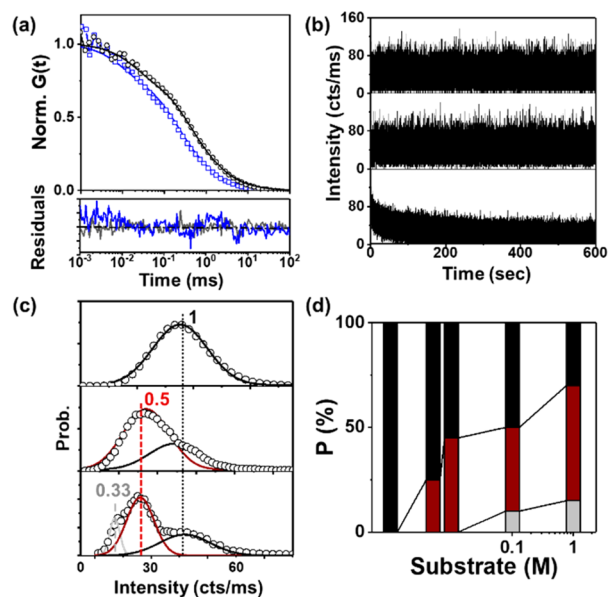 (a)
Norm. G(t)
1.0
0.5
0.0
Residuals
10⁻³ 10⁻² 10⁻¹ 10⁰ 10¹ 10²
Time (ms)
(b)
Intensity (cts/ms)
160
80
0
80
0
80
0
0 200 400 600
Time (sec)
(c)
Prob.
1
0.5
0.33
0 30 60
Intensity (cts/ms)
(d)
P (%)
100
50
0
0.1 1
Substrate (M)